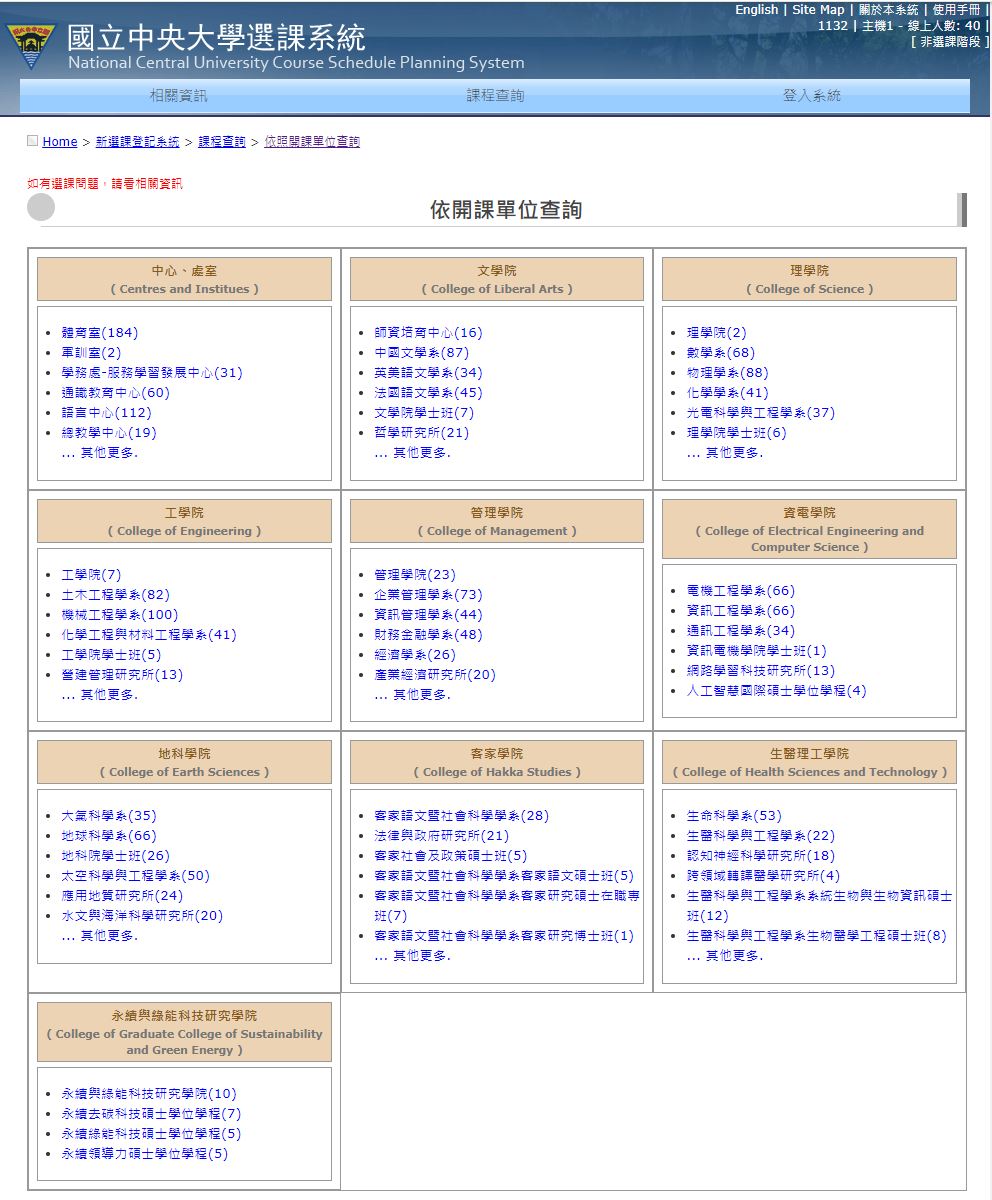 English | Site Map | 關於本系統 | 使用手冊 |
1132 | 主機1 - 線上人數: 40 |
[ 非選課階段 ]
國立中央大學選課系統
National Central University Course Schedule Planning System
相關資訊 課程查詢 登入系統
Home > 新選課登記系統 > 課程查詢 > 依照開課單位查詢
如有選課問題，請看相關資訊
依開課單位查詢
中心、處室
( Centres and Institues )
體育室(184)
軍訓室(2)
學務處-服務學習發展中心(31)
通識教育中心(60)
語言中心(112)
總教學中心(19)
... 其他更多.
文學院
( College of Liberal Arts )
師資培育中心(16)
中國文學系(87)
英美語文學系(34)
法國語文學系(45)
文學院學士班(7)
哲學研究所(21)
... 其他更多.
理學院
( College of Science )
理學院(2)
數學系(68)
物理學系(88)
化學學系(41)
光電科學與工程學系(37)
理學院學士班(6)
... 其他更多.
工學院
( College of Engineering )
工學院(7)
土木工程學系(82)
機械工程學系(100)
化學工程與材料工程學系(41)
工學院學士班(5)
營建管理研究所(13)
... 其他更多.
管理學院
( College of Management )
管理學院(23)
企業管理學系(73)
資訊管理學系(44)
財務金融學系(48)
經濟學系(26)
產業經濟研究所(20)
... 其他更多.
資電學院
( College of Electrical Engineering and
Computer Science )
電機工程學系(66)
資訊工程學系(66)
通訊工程學系(34)
資訊電機學院學士班(1)
網路學習科技研究所(13)
人工智慧國際碩士學位學程(4)
地科學院
( College of Earth Sciences )
大氣科學系(35)
地球科學系(66)
地科院學士班(26)
太空科學與工程學系(50)
應用地質研究所(24)
水文與海洋科學研究所(20)
... 其他更多.
客家學院
( College of Hakka Studies )
客家語文暨社會科學學系(28)
法律與政府研究所(21)
客家社會及政策碩士班(5)
客家語文暨社會科學學系客家語文碩士班(5)
客家語文暨社會科學學系客家研究碩士在職專
班(7)
客家語文暨社會科學學系客家研究博士班(1)
... 其他更多.
生醫理工學院
( College of Health Sciences and Technology )
生命科學系(53)
生醫科學與工程學系(22)
認知神經科學研究所(18)
跨領域轉譯醫學研究所(4)
生醫科學與工程學系系統生物與生物資訊碩士
班(12)
生醫科學與工程學系生物醫學工程碩士班(8)
... 其他更多.
永續與綠能科技研究學院
( College of Graduate College of Sustainability
and Green Energy )
永續與綠能科技研究學院(10)
永續去碳科技碩士學位學程(7)
永續綠能科技碩士學位學程(5)
永續領導力碩士學位學程(5)